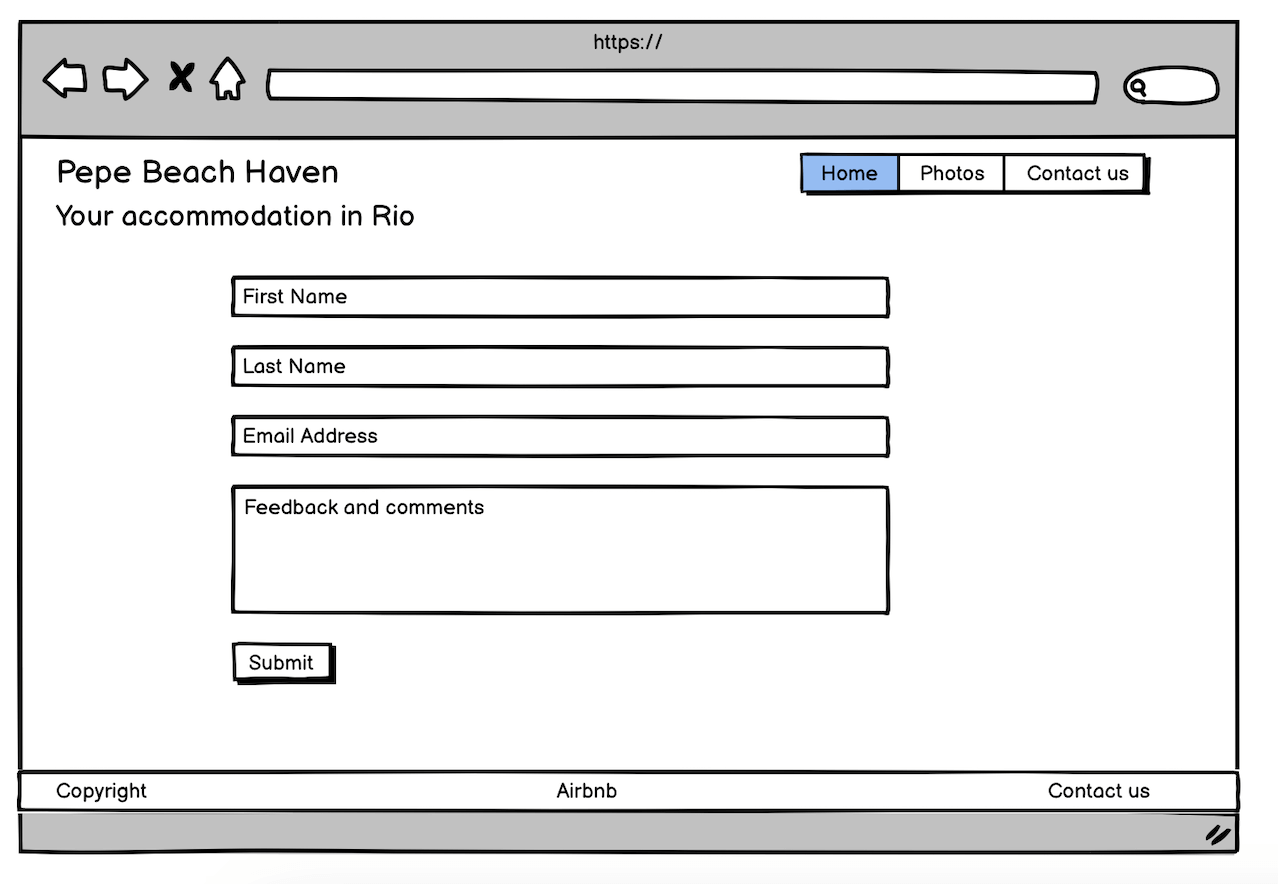 https://
Pepe Beach Haven
Home Photos Contact us
Your accommodation in Rio
First Name
Last Name
Email Address
Feedback and comments
Submit
Copyright Airbnb Contact us